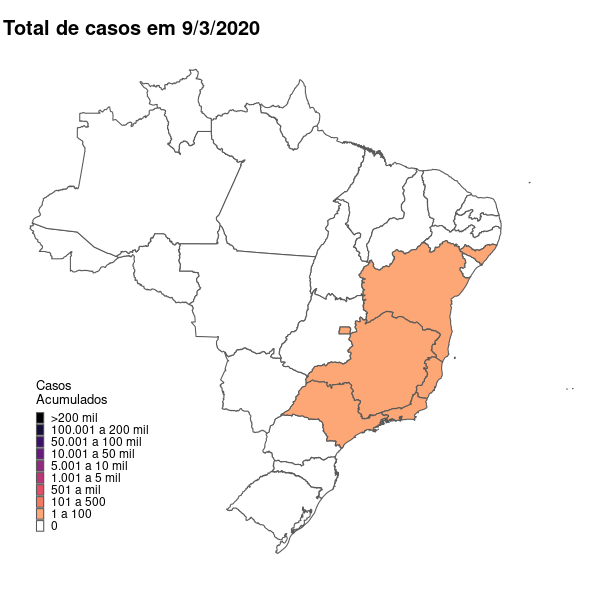 Total de casos em 9/3/2020
Casos
Acumulados
>200 mil
100.001 a 200 mil
50.001 a 100 mil
10.001 a 50 mil
5.001 a 10 mil
1.001 a 5 mil
501 a mil
101 a 500
1 a 100
0